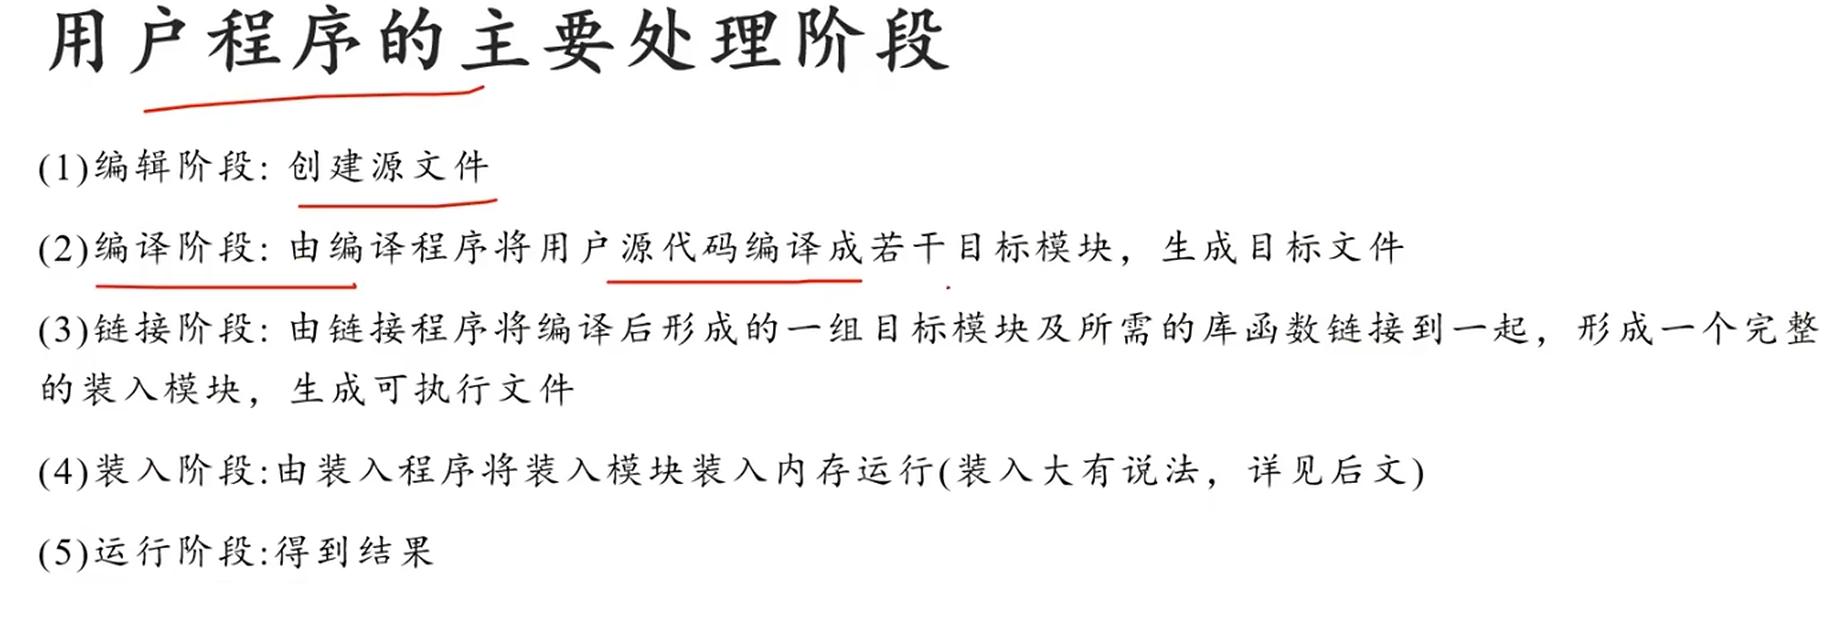 用户程序的主要处理阶段
(1)编辑阶段: 创建源文件
(2)编译阶段: 由编译程序将用户源代码编译成若干目标模块，生成目标文件
(3)链接阶段: 由链接程序将编译后形成的一组目标模块及所需的库函数链接到一起，形成一个完整
的装入模块，生成可执行文件
(4)装入阶段:由装入程序将装入模块装入内存运行(装入大有说法，详见后文)
(5)运行阶段:得到结果